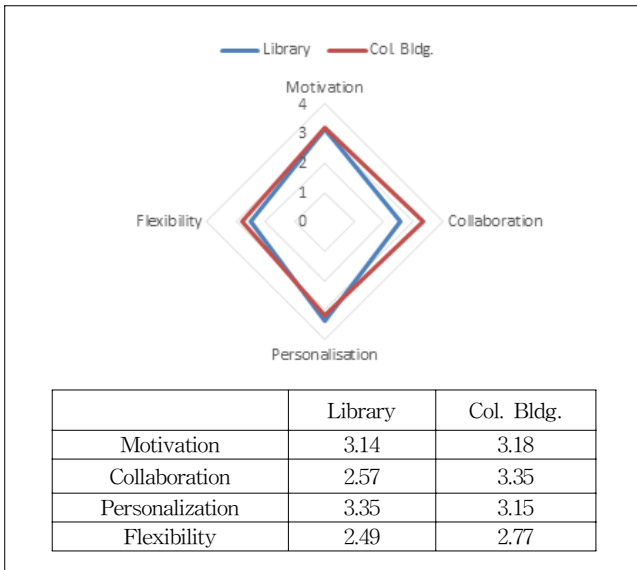 Library Col. Bldg.
Motivation
4
3
2
1
Flexibility 0 Collaboration
Personalisation
Library Col. Bldg.
Motivation 3.14 3.18
Collaboration 2.57 3.35
Personalization 3.35 3.15
Flexibility 2.49 2.77